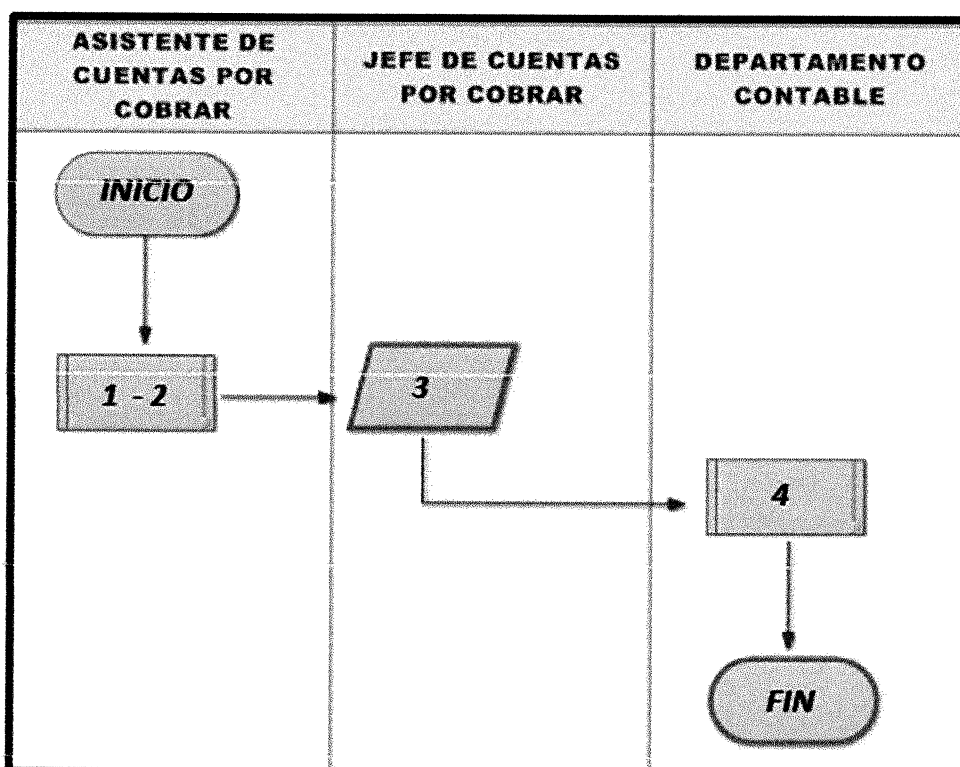 ASISTENTE DE
CUENTAS POR
COBRAR
JEFE DE CUENTAS
POR COBRAR
DEPARTAMENTO
CONTABLE
INICIO
1 - 2
3
4
FIN